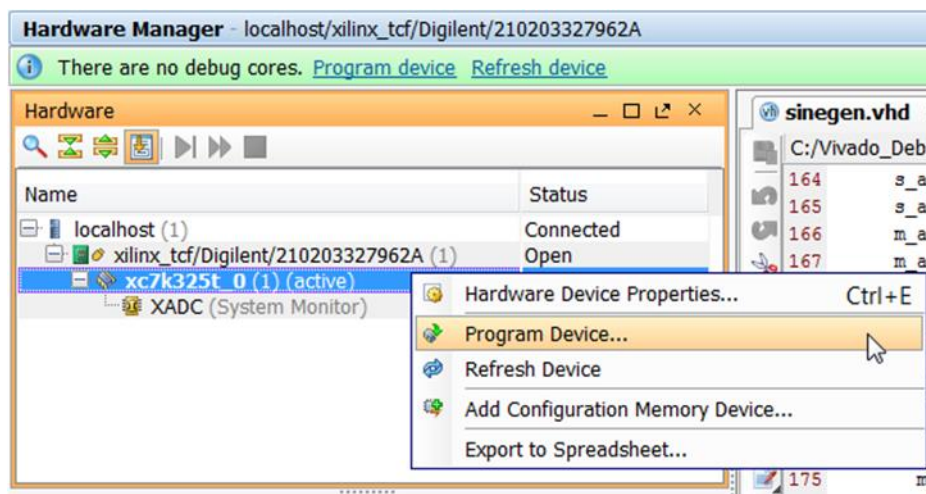 Hardware Manager - localhost/xilinx_tcf/Digilent/210203327962A
There are no debug cores. Program device Refresh device
Hardware
Name Status
localhost (1) Connected
xilinx_tcf/Digilent/210203327962A (1) Open
xc7k325t_0 (1) (active)
XADC (System Monitor)
Hardware Device Properties... Ctrl+E
Program Device...
Refresh Device
Add Configuration Memory Device...
Export to Spreadsheet...
sinegen.vhd
C:/Vivado_Deb
164 s_a
165 s_a
166 m_a
167 m_a
175 m